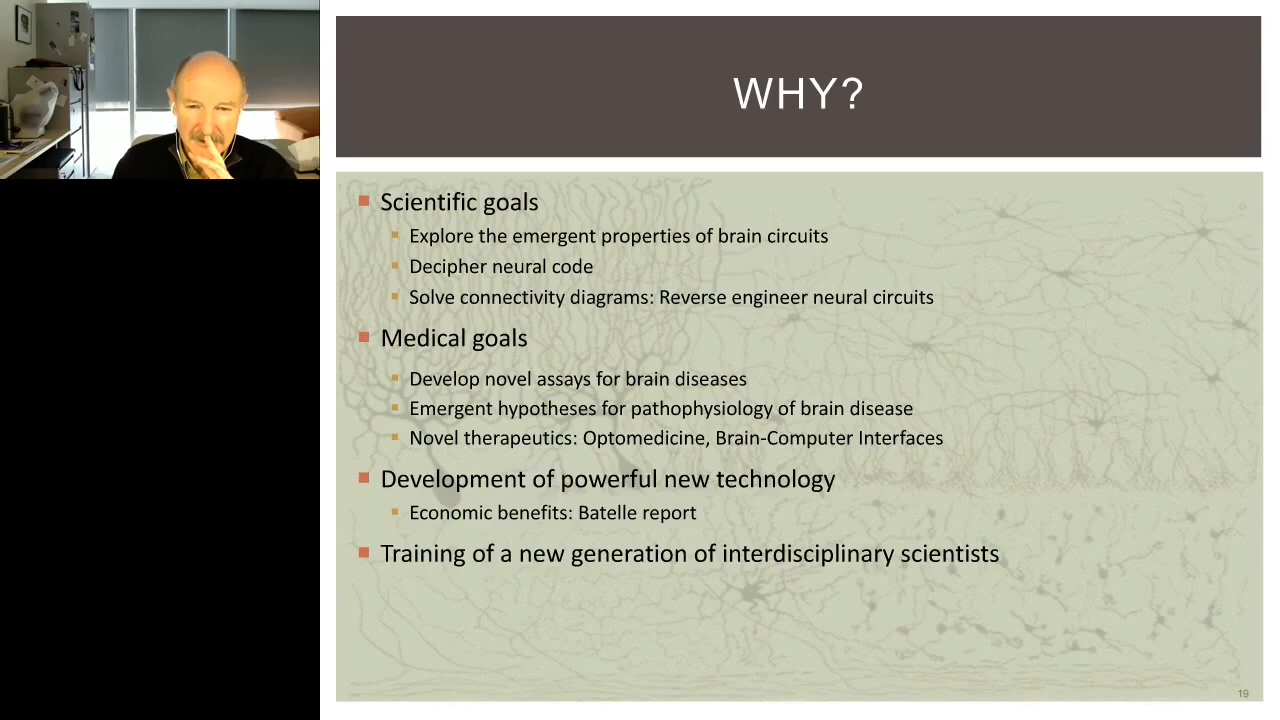 WHY?
Scientific goals
Explore the emergent properties of brain circuits
Decipher neural code
Solve connectivity diagrams: Reverse engineer neural circuits
Medical goals
Develop novel assays for brain diseases
Emergent hypotheses for pathophysiology of brain disease
Novel therapeutics: Optomedicine, Brain-Computer Interfaces
Development of powerful new technology
Economic benefits: Batelle report
Training of a new generation of interdisciplinary scientists
19